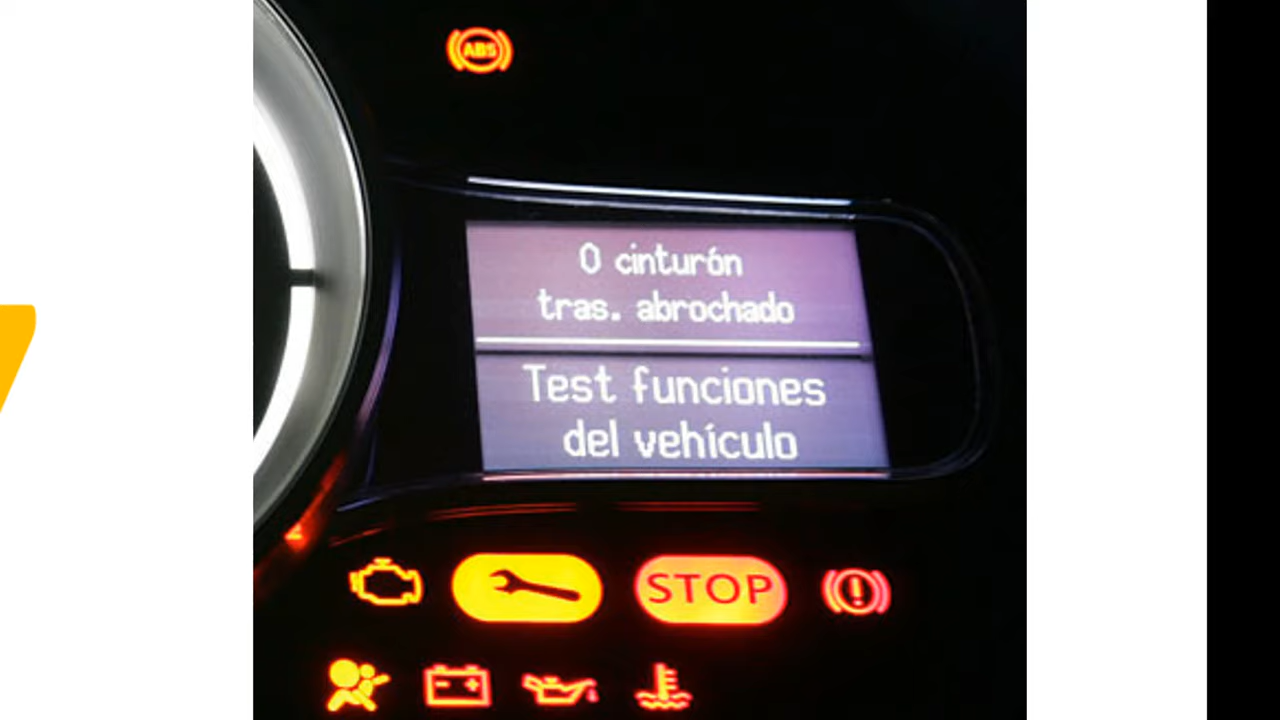 ABS
0 cinturón
tras. abrochado
Test funciones
del vehículo
STOP